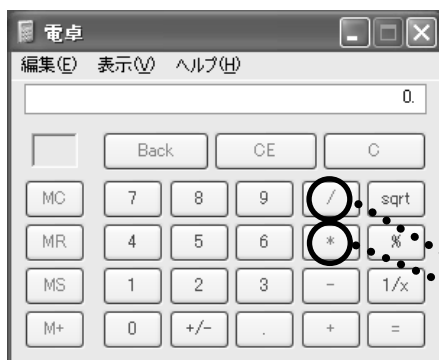 電卓
編集(E) 表示(V) ヘルプ(H)
0.
Back CE C
MC 7 8 9 / sqrt
MR 4 5 6 * %
MS 1 2 3 - 1/x
M+ 0 +/- . + =